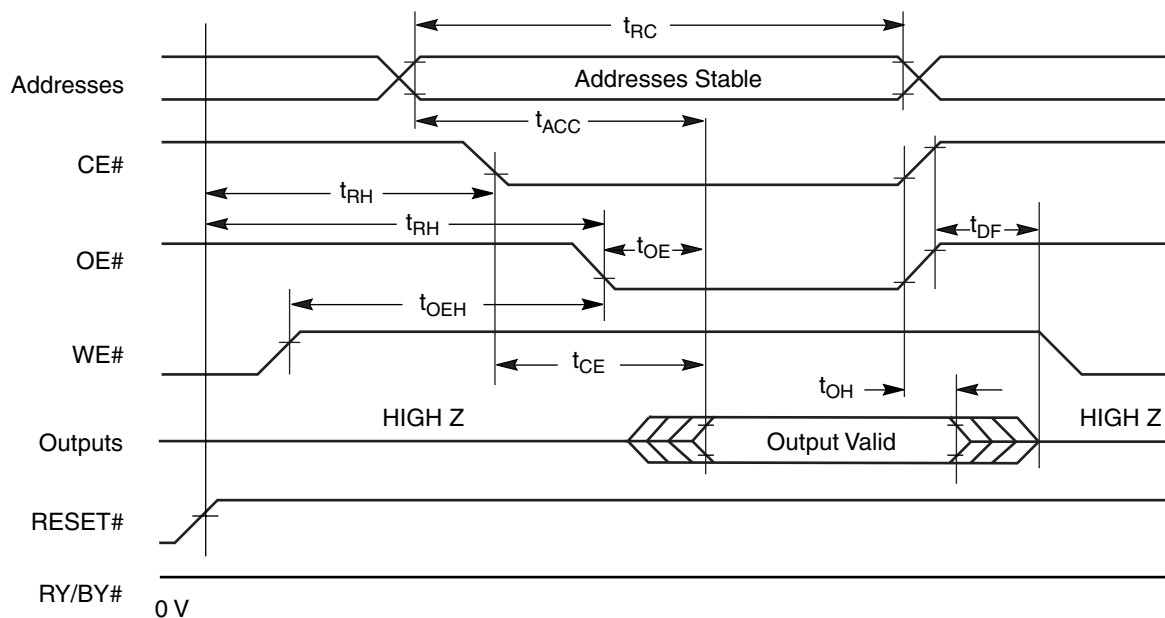 tRC
Addresses
Addresses Stable
tACC
CE#
tRH
tRH
OE#
tOE
tDF
tOEH
WE#
tCE
tOH
HIGH Z
HIGH Z
Outputs
Output Valid
RESET#
RY/BY#
0 V